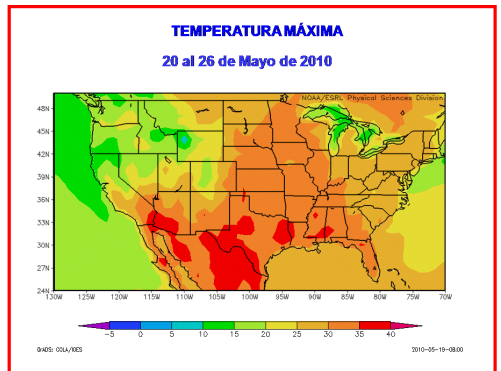 TEMPERATURA MÁXIMA
20 al 26 de Mayo de 2010
NOAA/ESRL Physical Sciences Division
48N
45N
42N
39N
36N
33N
30N
27N
24N
130W 125W 120W 115W 110W 105W 100W 95W 90W 85W 80W 75W 70W
-5 0 5 10 15 20 25 30 35 40
GrADS: COLA/IGES 2010-05-19-08:00